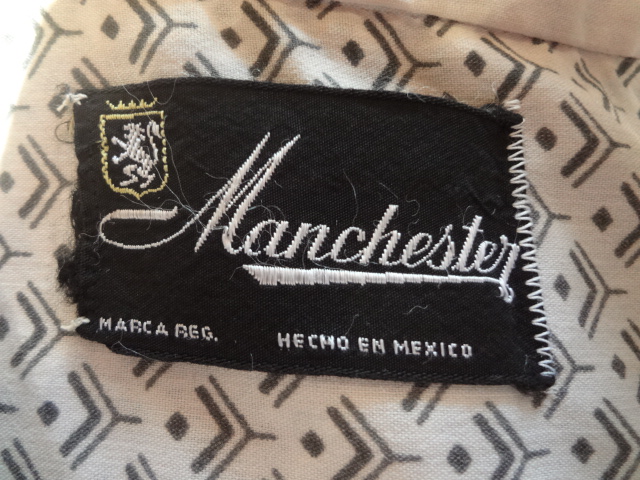 Manchester
MARCA REG. HECHO EN MEXICO